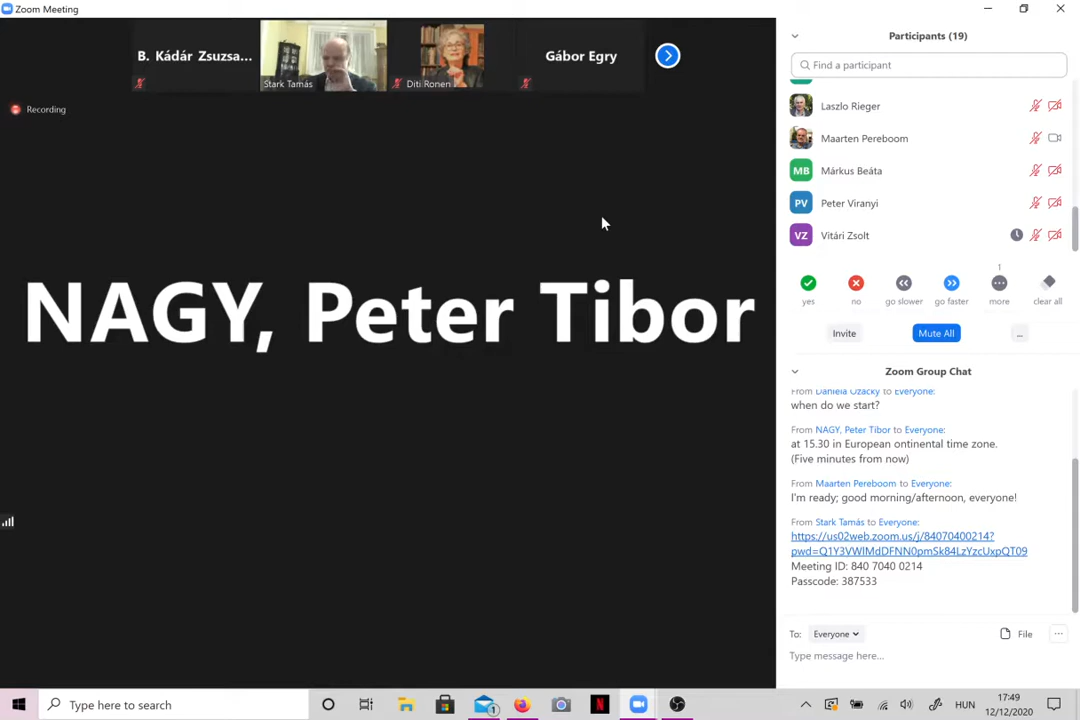 Zoom Meeting
B. Kádár Zsuzsa...
Stark Tamás
Diti Ronen
Gábor Egry
Recording
NAGY, Peter Tibor
Participants (19)
Find a participant
Laszlo Rieger
Maarten Pereboom
MB Márkus Beáta
PV Peter Viranyi
VZ Vitári Zsolt
1
yes no go slower go faster more clear all
Invite Mute All ...
Zoom Group Chat
From Daniela Ozacky to Everyone:
when do we start?
From NAGY, Peter Tibor to Everyone:
at 15.30 in European ontinental time zone.
(Five minutes from now)
From Maarten Pereboom to Everyone:
I'm ready; good morning/afternoon, everyone!
From Stark Tamás to Everyone:
https://us02web.zoom.us/j/84070400214?
pwd=Q1Y3VWlMdDFNN0pmSk84LzYzcUxpQT09
Meeting ID: 840 7040 0214
Passcode: 387533
To: Everyone File ...
Type message here...
Type here to search
1
N
HUN
17:49
12/12/2020